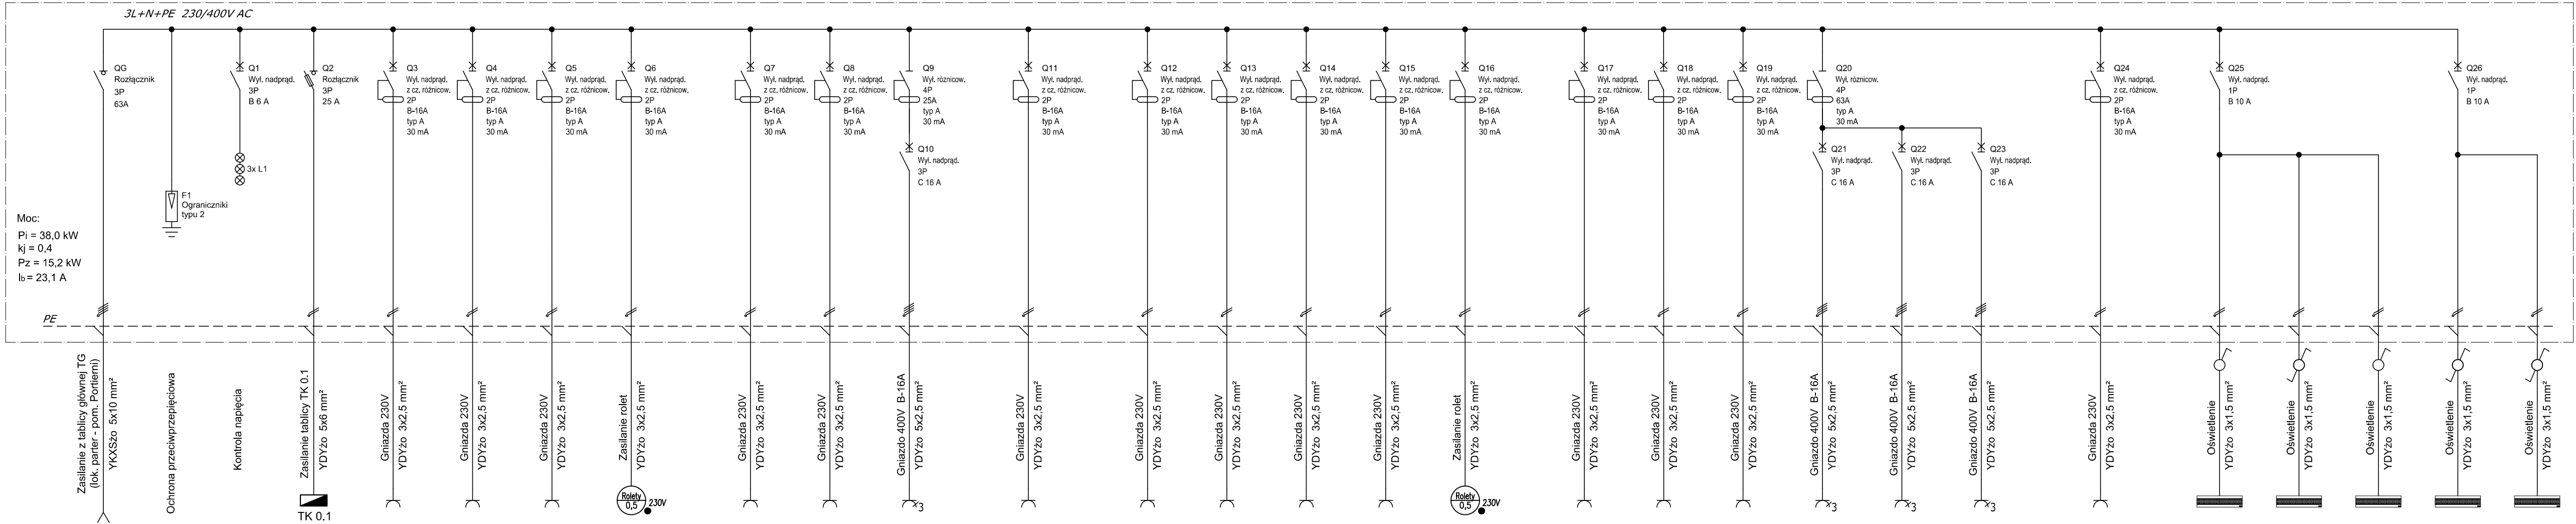 3L+N+PE 230/400V AC
QG
Rozłącznik
3P
63A
F1
Ograniczniki
typu 2
Q1
Wył. nadprąd.
3P
B 6 A
3x L1
Q2
Rozłącznik
3P
25 A
Q3
Wył. nadprąd.
z cz. różnicow.
2P
B-16A
typ A
30 mA
Q4
Wył. nadprąd.
z cz. różnicow.
2P
B-16A
typ A
30 mA
Q5
Wył. nadprąd.
z cz. różnicow.
2P
B-16A
typ A
30 mA
Q6
Wył. nadprąd.
z cz. różnicow.
2P
B-16A
typ A
30 mA
Q7
Wył. nadprąd.
z cz. różnicow.
2P
B-16A
typ A
30 mA
Q8
Wył. nadprąd.
z cz. różnicow.
2P
B-16A
typ A
30 mA
Q9
Wył. róznicow.
4P
25A
typ A
30 mA
Q10
Wył. nadprąd.
3P
C 16 A
Q11
Wył. nadprąd.
z cz. różnicow.
2P
B-16A
typ A
30 mA
Q12
Wył. nadprąd.
z cz. różnicow.
2P
B-16A
typ A
30 mA
Q13
Wył. nadprąd.
z cz. różnicow.
2P
B-16A
typ A
30 mA
Q14
Wył. nadprąd.
z cz. różnicow.
2P
B-16A
typ A
30 mA
Q15
Wył. nadprąd.
z cz. różnicow.
2P
B-16A
typ A
30 mA
Q16
Wył. nadprąd.
z cz. różnicow.
2P
B-16A
typ A
30 mA
Q17
Wył. nadprąd.
z cz. różnicow.
2P
B-16A
typ A
30 mA
Q18
Wył. nadprąd.
z cz. różnicow.
2P
B-16A
typ A
30 mA
Q19
Wył. nadprąd.
z cz. różnicow.
2P
B-16A
typ A
30 mA
Q20
Wył. róznicow.
4P
63A
typ A
30 mA
Q21
Wył. nadprąd.
3P
C 16 A
Q22
Wył. nadprąd.
3P
C 16 A
Q23
Wył. nadprąd.
3P
C 16 A
Q24
Wył. nadprąd.
z cz. różnicow.
2P
B-16A
typ A
30 mA
Q25
Wył. nadprąd.
1P
B 10 A
Q26
Wył. nadprąd.
1P
B 10 A
Moc:
Pi = 38,0 kW
kj = 0,4
Pz = 15,2 kW
Ib = 23,1 A
PE
Zasilanie z tablicy głównej TG
(lok. parter - pom. Portierni)
YKXSżo 5x10 mm²
Ochrona przeciwprzepięciowa
Kontrola napięcia
Zasilanie tablicy TK 0.1
YDYżo 5x6 mm²
TK 0.1
Gniazda 230V
YDYżo 3x2,5 mm²
Gniazda 230V
YDYżo 3x2,5 mm²
Gniazda 230V
YDYżo 3x2,5 mm²
Zasilanie rolet
YDYżo 3x2,5 mm²
Rolety
0,5
230V
Gniazda 230V
YDYżo 3x2,5 mm²
Gniazda 230V
YDYżo 3x2,5 mm²
Gniazdo 400V B-16A
YDYżo 5x2,5 mm²
3
Gniazda 230V
YDYżo 3x2,5 mm²
Gniazda 230V
YDYżo 3x2,5 mm²
Gniazda 230V
YDYżo 3x2,5 mm²
Gniazda 230V
YDYżo 3x2,5 mm²
Gniazda 230V
YDYżo 3x2,5 mm²
Zasilanie rolet
YDYżo 3x2,5 mm²
Rolety
0,5
230V
Gniazda 230V
YDYżo 3x2,5 mm²
Gniazda 230V
YDYżo 3x2,5 mm²
Gniazda 230V
YDYżo 3x2,5 mm²
Gniazdo 400V B-16A
YDYżo 5x2,5 mm²
3
Gniazdo 400V B-16A
YDYżo 5x2,5 mm²
3
Gniazdo 400V B-16A
YDYżo 5x2,5 mm²
3
Gniazda 230V
YDYżo 3x2,5 mm²
Oświetlenie
YDYżo 3x1,5 mm²
Oświetlenie
YDYżo 3x1,5 mm²
Oświetlenie
YDYżo 3x1,5 mm²
Oświetlenie
YDYżo 3x1,5 mm²
Oświetlenie
YDYżo 3x1,5 mm²